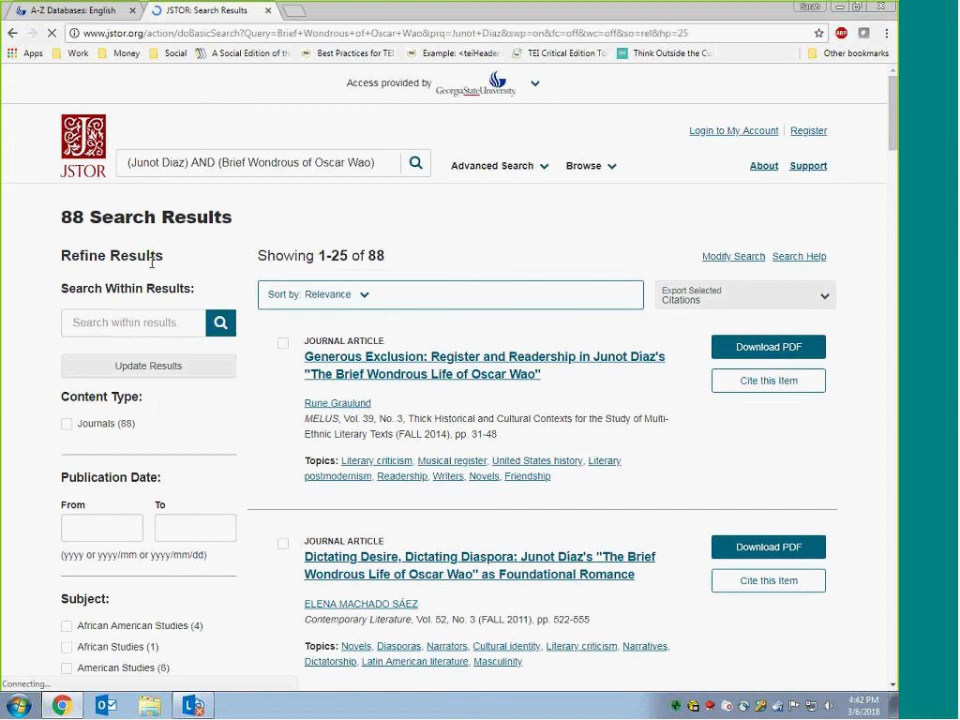 A-Z Databases: English
JSTOR: Search Results
www.jstor.org/action/doBasicSearch?Query=Brief+Wondrous+of+Oscar+Wao&prq=Junot+Diaz&swp=on&fc=off&wc=off&so=rel&hp=25
Apps Work Money Social A Social Edition of th Best Practices for TEI Example: <teiHeader TEI Critical Edition To Think Outside the Co Other bookmarks
Access provided by GeorgiaStateUniversity
Login to My Account Register
JSTOR
(Junot Diaz) AND (Brief Wondrous of Oscar Wao)
Advanced Search Browse
About Support
88 Search Results
Refine Results
Showing 1-25 of 88
Modify Search Search Help
Search Within Results:
Sort by: Relevance
Export Selected
Citations
Search within results
Update Results
Content Type:
Journals (88)
Publication Date:
From To
(yyyy or yyyy/mm or yyyy/mm/dd)
Subject:
African American Studies (4)
African Studies (1)
American Studies (8)
JOURNAL ARTICLE
Generous Exclusion: Register and Readership in Junot Díaz's
"The Brief Wondrous Life of Oscar Wao"
Rune Graulund
MELUS, Vol. 39, No. 3, Thick Historical and Cultural Contexts for the Study of Multi-
Ethnic Literary Texts (FALL 2014), pp. 31-48
Topics: Literary criticism, Musical register, United States history, Literary
postmodernism, Readership, Writers, Novels, Friendship
Download PDF
Cite this Item
JOURNAL ARTICLE
Dictating Desire, Dictating Diaspora: Junot Díaz's "The Brief
Wondrous Life of Oscar Wao" as Foundational Romance
ELENA MACHADO SÁEZ
Contemporary Literature, Vol. 52, No. 3 (FALL 2011), pp. 522-555
Topics: Novels, Diasporas, Narrators, Cultural identity, Literary criticism, Narratives,
Dictatorship, Latin American literature, Masculinity
Download PDF
Cite this Item
Connecting...
4:42 PM
3/6/2018